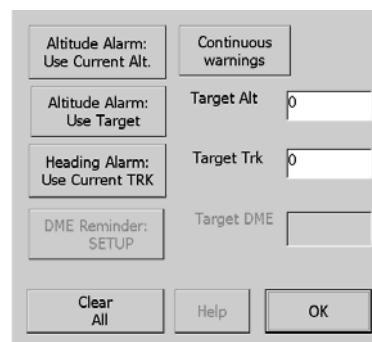 Altitude Alarm:
Use Current Alt.
Continuous
warnings
Altitude Alarm:
Use Target
Target Alt
0
Heading Alarm:
Use Current TRK
Target Trk
0
DME Reminder:
SETUP
Target DME
Clear
All
Help
OK